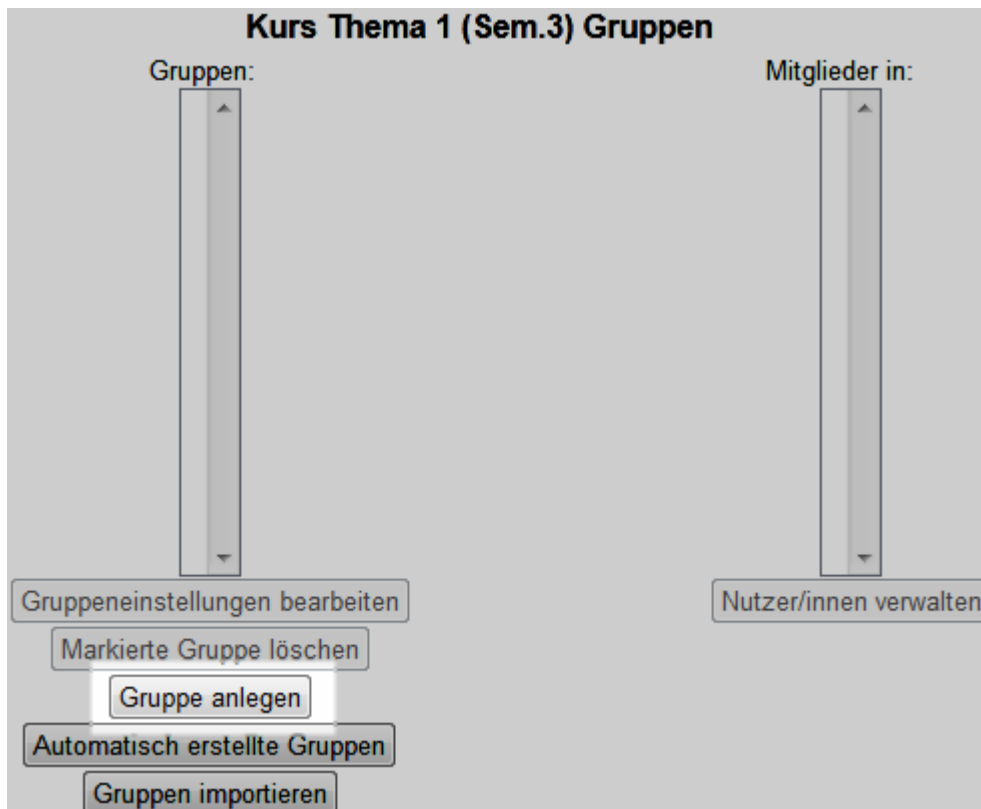 Kurs Thema 1 (Sem.3) Gruppen
Gruppen:
Mitglieder in:
Gruppeneinstellungen bearbeiten
Nutzer/innen verwalten
Markierte Gruppe löschen
Gruppe anlegen
Automatisch erstellte Gruppen
Gruppen importieren